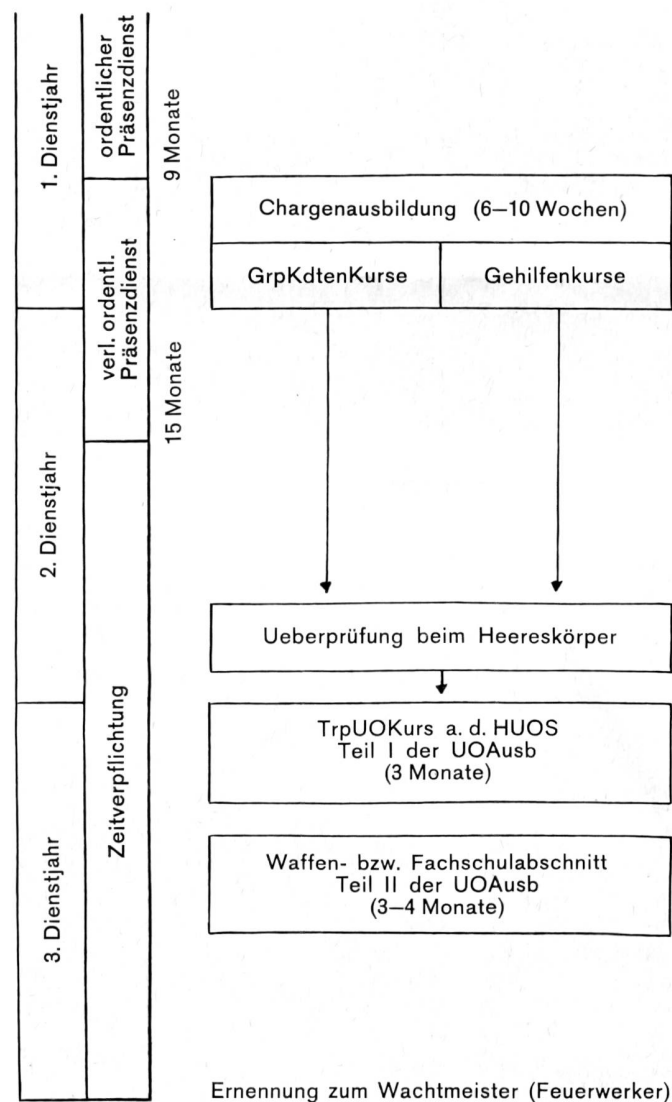 1. Dienstjahr
2. Dienstjahr
3. Dienstjahr
ordentlicher
Präsenzdienst
verl. ordentl.
Präsenzdienst
Zeitverpflichtung
9 Monate
15 Monate
Chargenausbildung (6–10 Wochen)
GrpKdtenKurse
Gehilfenkurse
Ueberprüfung beim Heereskörper
TrpUOKurs a. d. HUOS
Teil I der UOAusb
(3 Monate)
Waffen- bzw. Fachschulabschnitt
Teil II der UOAusb
(3–4 Monate)
Ernennung zum Wachtmeister (Feuerwerker)